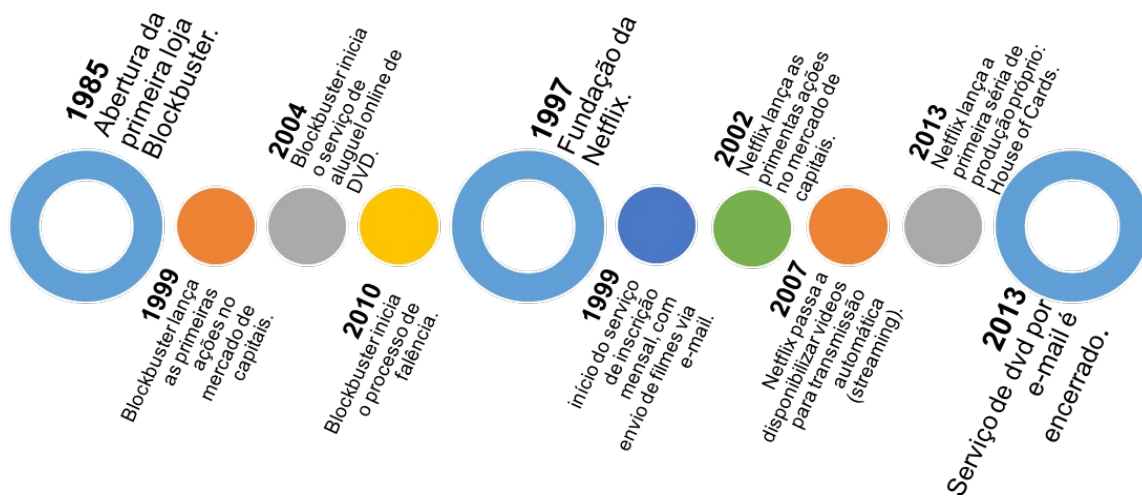 1985
Abertura da
primeira loja
Blockbuster.
1999
Blockbuster lança
as primeiras
ações no
mercado de
capitais.
2004
Blockbuster inicia
o serviço de
aluguel online de
DVD.
2010
Blockbuster inicia
o processo de
falência.
1997
Fundação da
Netflix.
1999
início do serviço
de inscrição
mensal, com
envio de filmes via
e-mail.
2002
Netflix lança as
primentas ações
no mercado de
capitais.
2007
Netflix passa a
disponibilizar videos
para transmissão
automática
(streaming).
2013
Netflix lança a
primeira séria de
produção próprio:
House of Cards.
2013
Serviço de dvd por
e-mail é
encerrado.